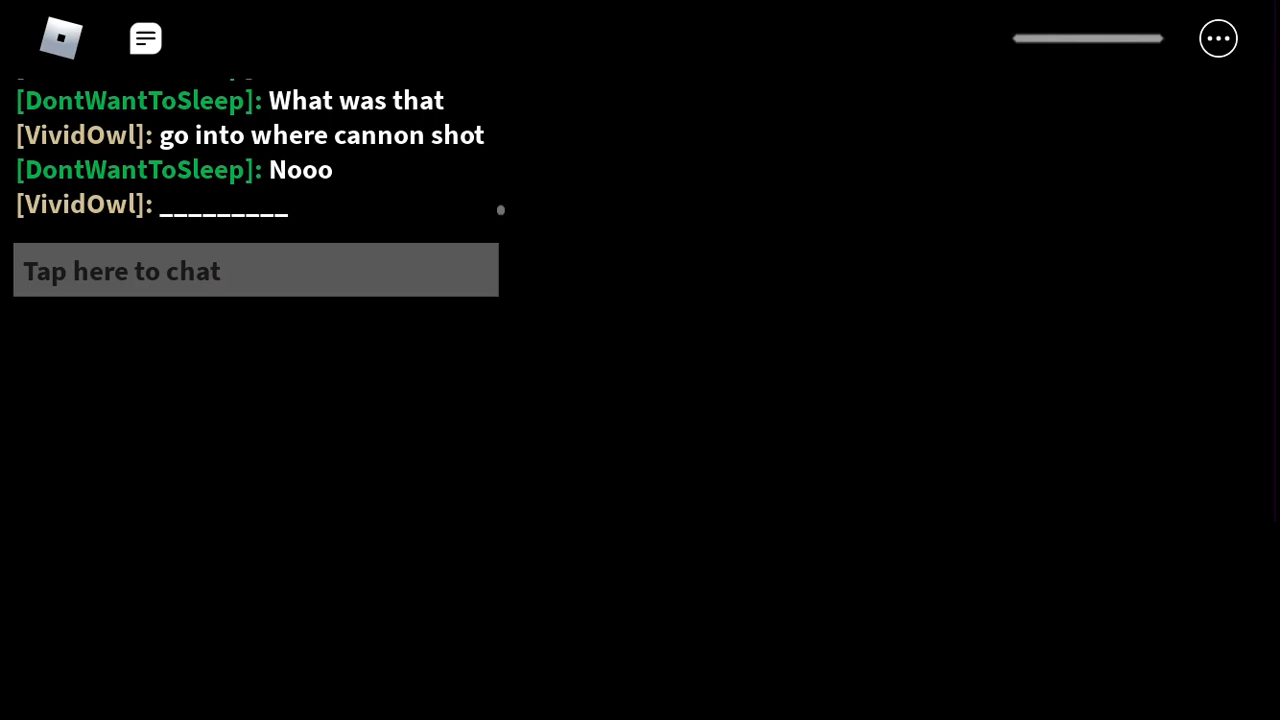 [DontWantToSleep]: What was that
[VividOwl]: go into where cannon shot
[DontWantToSleep]: Nooo
[VividOwl]: _________
Tap here to chat